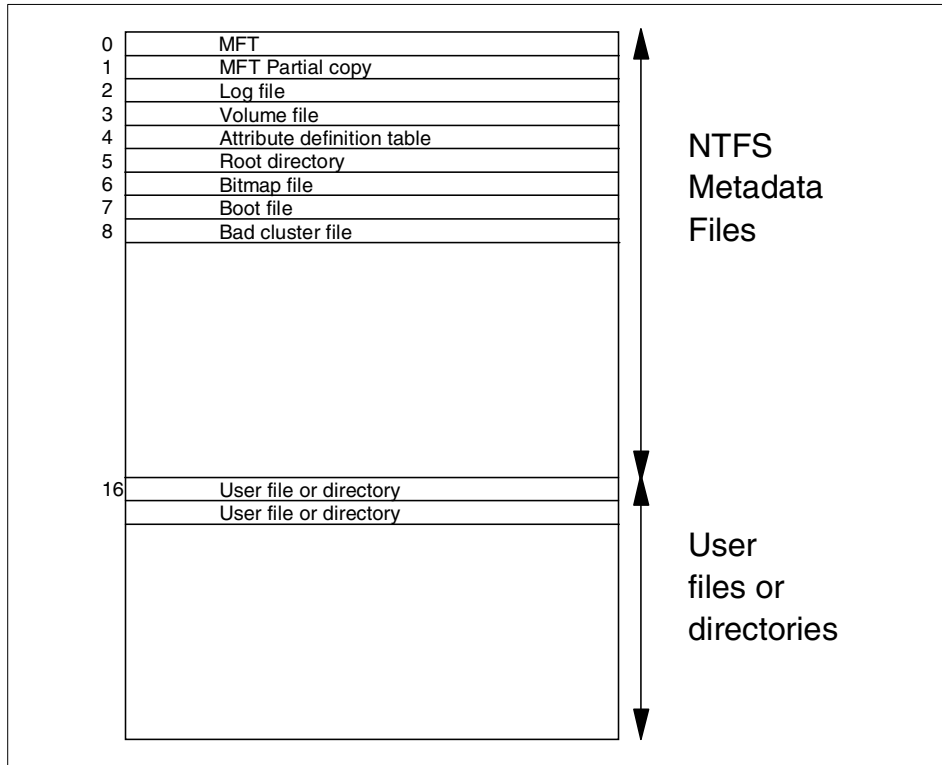 0 MFT
1 MFT Partial copy
2 Log file
3 Volume file
4 Attribute definition table
5 Root directory
6 Bitmap file
7 Boot file
8 Bad cluster file
NTFS
Metadata
Files
16 User file or directory
User file or directory
User
files or
directories